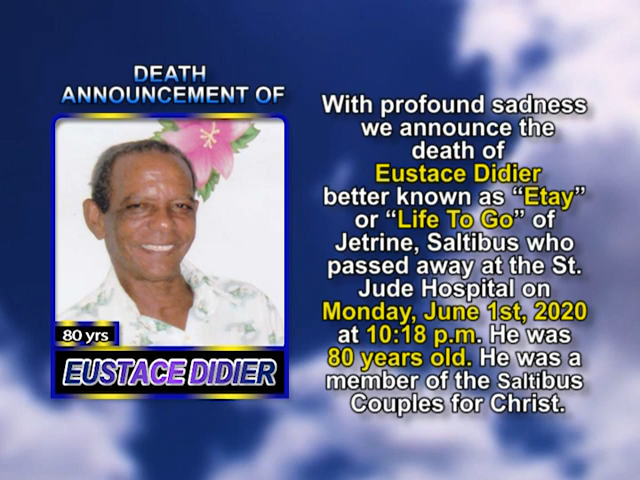 DEATH
ANNOUNCEMENT OF
80 yrs
EUSTACE DIDIER
With profound sadness
we announce the
death of
Eustace Didier
better known as “Etay”
or “Life To Go” of
Jetrine, Saltibus who
passed away at the St.
Jude Hospital on
Monday, June 1st, 2020
at 10:18 p.m. He was
80 years old. He was a
member of the Saltibus
Couples for Christ.